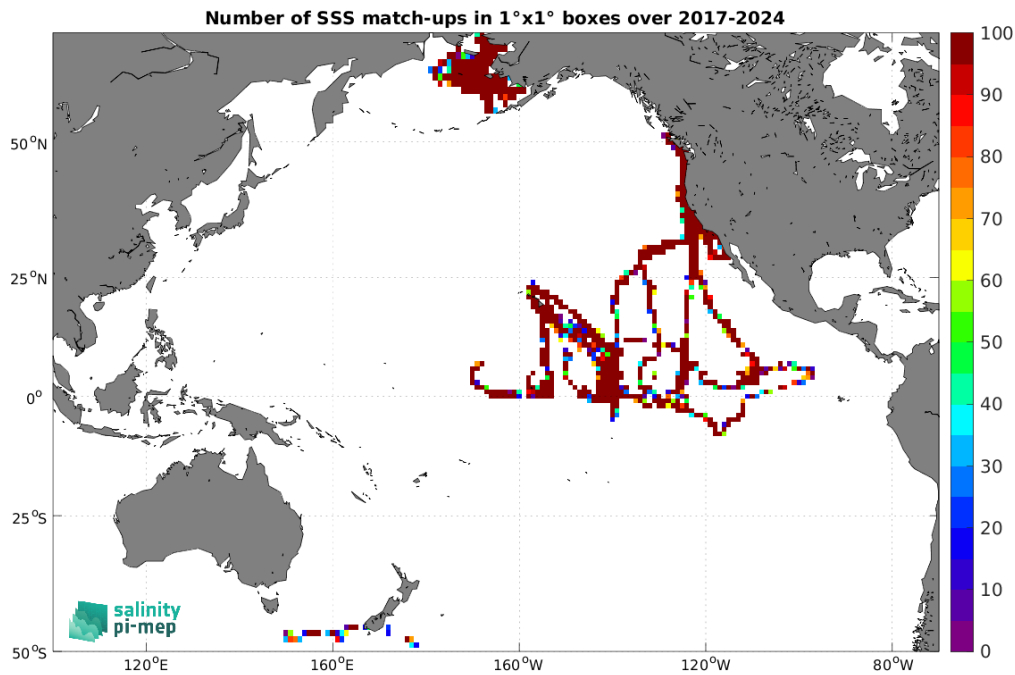 Number of SSS match-ups in 1°x1° boxes over 2017-2024
50°N
25°N
0°
25°S
50°S
120°E
160°E
160°W
120°W
80°W
100
90
80
70
60
50
40
30
20
10
0
salinity
pi-mep